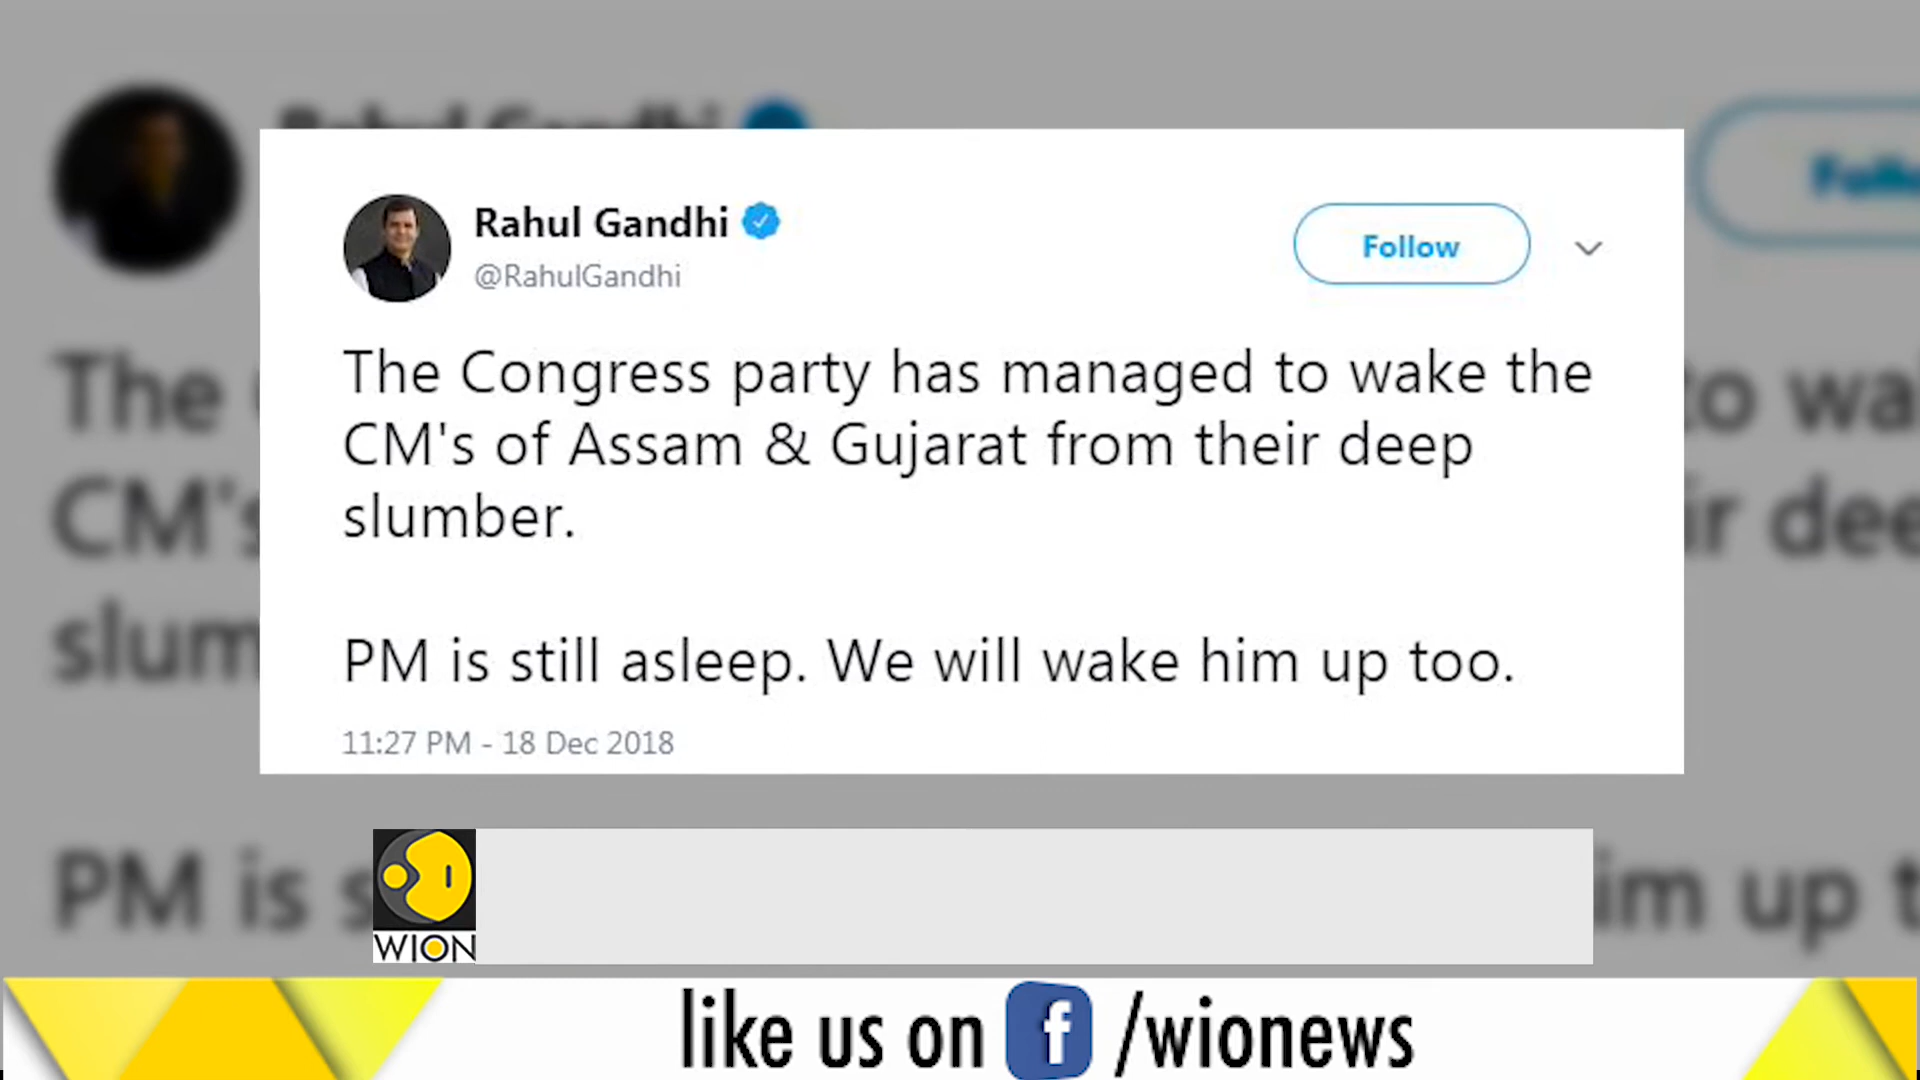 Rahul Gandhi
@RahulGandhi
Follow
The Congress party has managed to wake the
CM's of Assam & Gujarat from their deep
slumber.
PM is still asleep. We will wake him up too.
11:27 PM - 18 Dec 2018
WION
like us on f /wionews